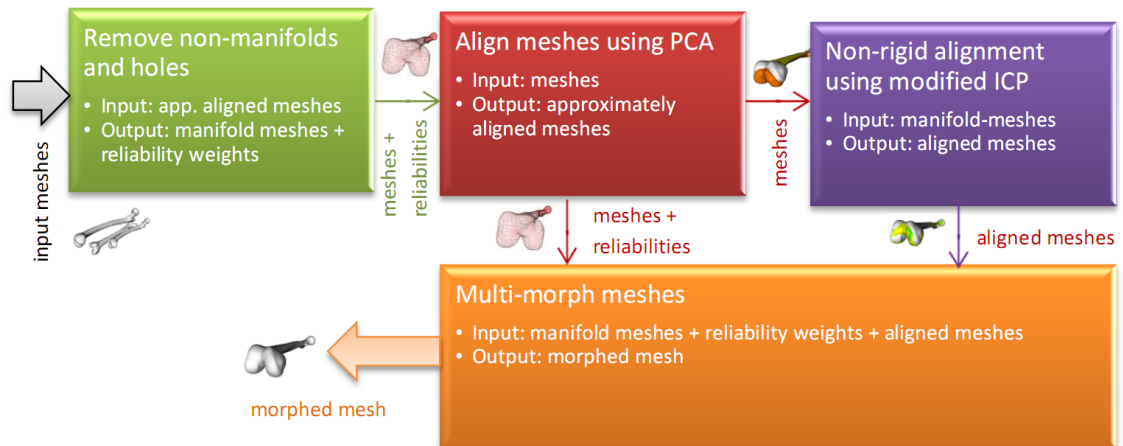 Remove non-manifolds
and holes
• Input: app. aligned meshes
• Output: manifold meshes +
reliability weights
Align meshes using PCA
• Input: meshes
• Output: approximately
aligned meshes
Non-rigid alignment
using modified ICP
• Input: manifold-meshes
• Output: aligned meshes
input meshes
meshes +
reliabilities
meshes
meshes +
reliabilities
aligned meshes
Multi-morph meshes
• Input: manifold meshes + reliability weights + aligned meshes
• Output: morphed mesh
morphed mesh